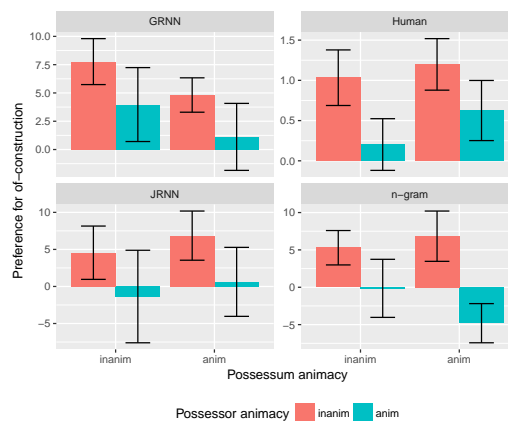 GRNN
Human
10.0
7.5
5.0
2.5
0.0
1.5
1.0
0.5
0.0
JRNN
n-gram
10
5
0
−5
10
5
0
−5
inanim
anim
inanim
anim
Preference for of-construction
Possessum animacy
Possessor animacy inanim anim